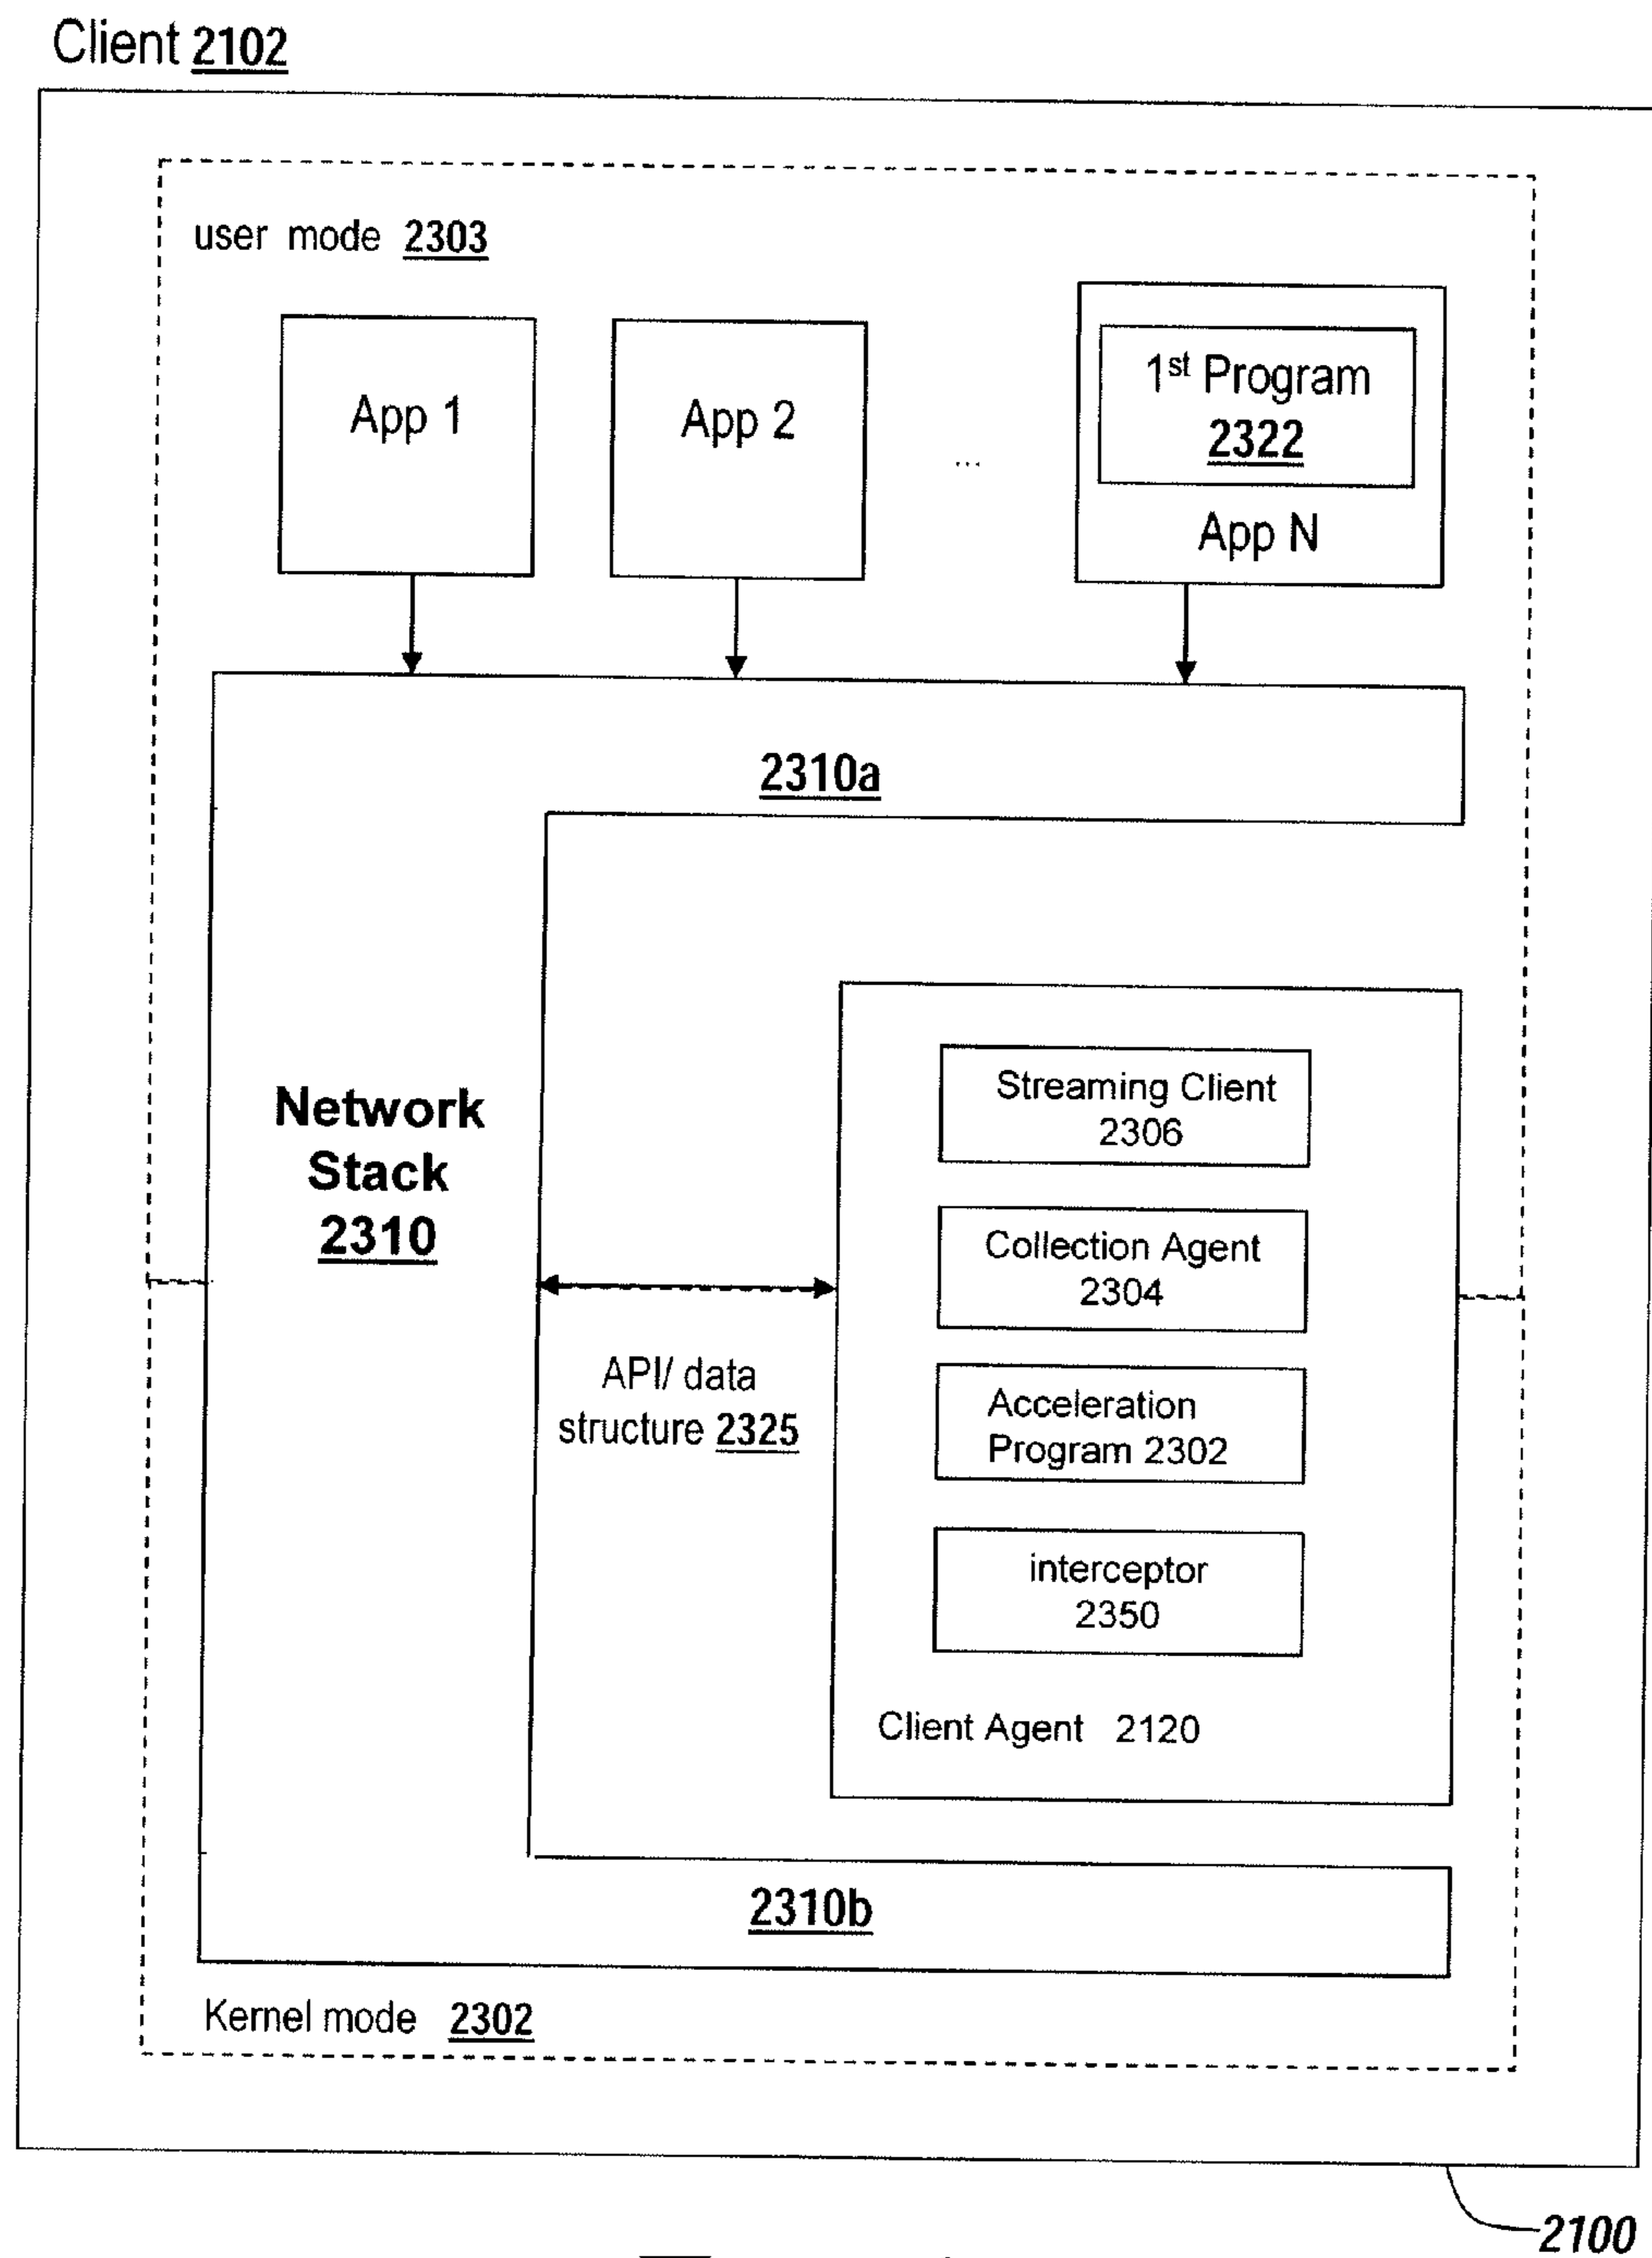 Client 2102
user mode 2303
App 1
App 2
...
1st Program
2322
App N
2310a
Network
Stack
2310
Streaming Client
2306
Collection Agent
2304
API/ data
structure 2325
Acceleration
Program 2302
interceptor
2350
Client Agent 2120
2310b
Kernel mode 2302
2100